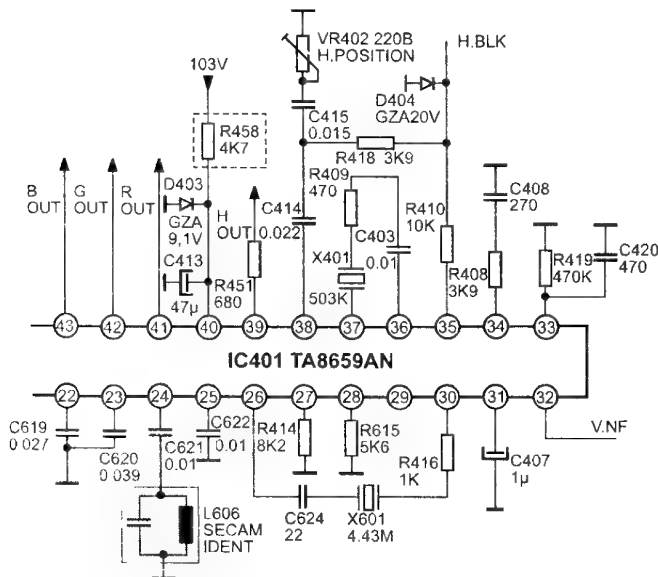 VR402 220B
H.POSITION
H.BLK
103V
R458
4K7
C415
0.015
D404
GZA20V
R418 3K9
B
OUT
G
OUT
R
OUT
D403
GZA
9,1V
H
OUT
C414
0.022
R409
470
C403
0.01
R410
10K
C408
270
C413
47µ
R451
680
X401
503K
R408
3K9
R419
470K
C420
470
43
42
41
40
39
38
37
36
35
34
33
IC401 TA8659AN
22
23
24
25
26
27
28
29
30
31
32
C619
0.027
C620
0.039
C621
0.01
C622
0.01
R414
8K2
R615
5K6
R416
1K
C407
1µ
V.NF
L606
SECAM
IDENT
C624
22
X601
4.43M